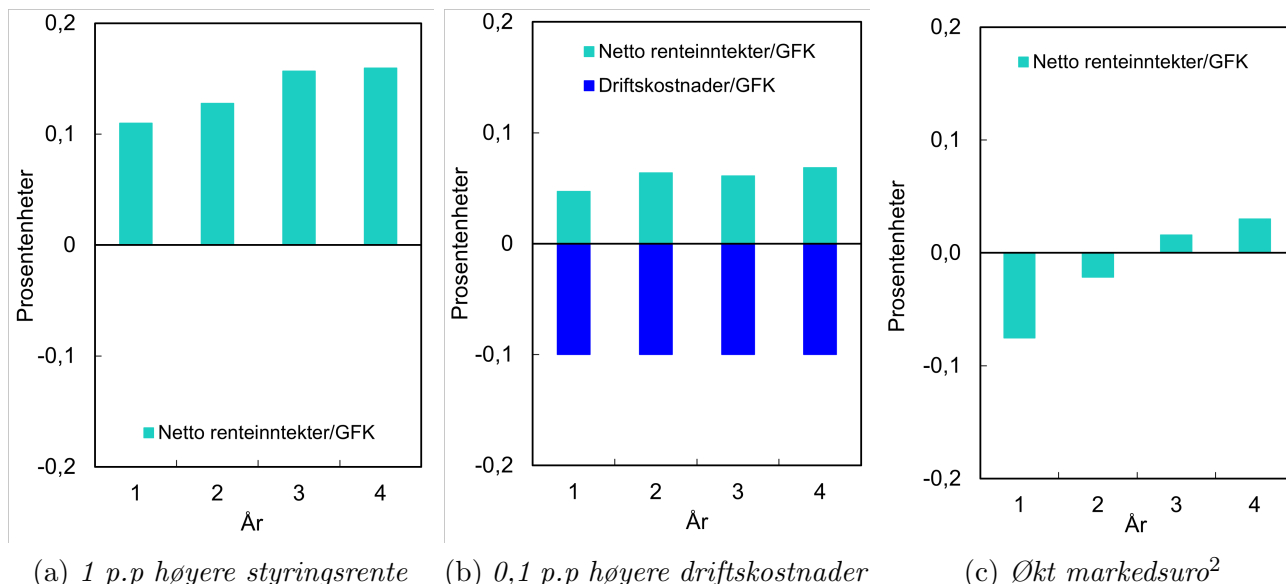 0,2
0,1
0
-0,1
-0,2
Prosentenheter
Netto renteinntekter/GFK
1 2 3 4
År
(a) 1 p.p høyere styringsrente
0,2
0,1
0
-0,1
-0,2
Prosentenheter
Netto renteinntekter/GFK
Driftskostnader/GFK
1 2 3 4
År
(b) 0,1 p.p høyere driftskostnader
0,2
0,1
0,0
-0,1
-0,2
Prosentenheter
Netto renteinntekter/GFK
1 2 3 4
År
(c) Økt markedsuro²